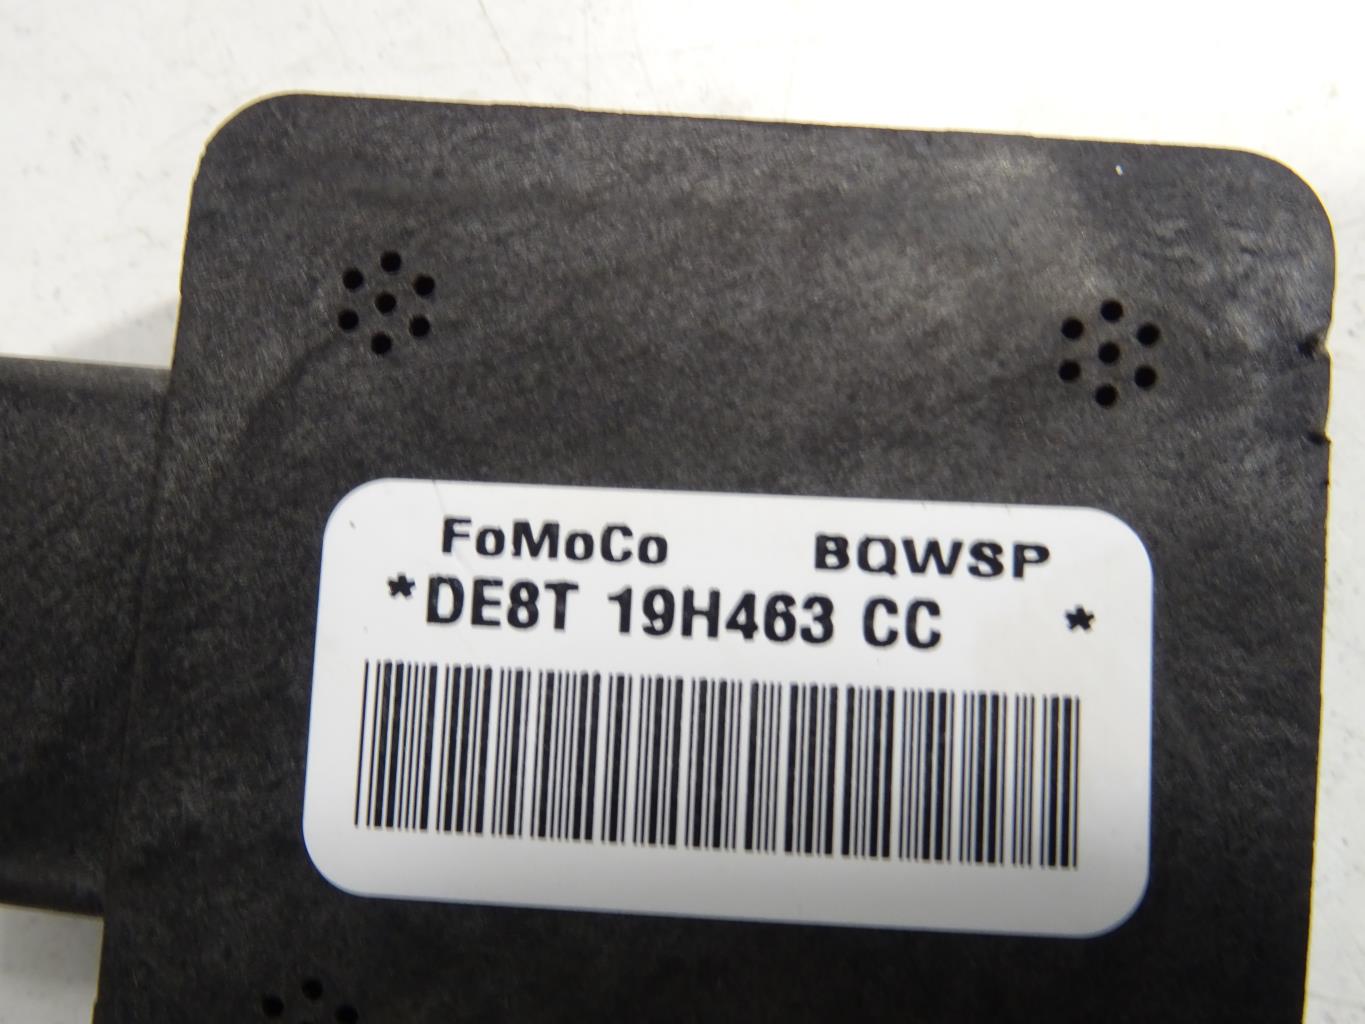 FoMoCo BQWSP
*DE8T 19H463 CC *